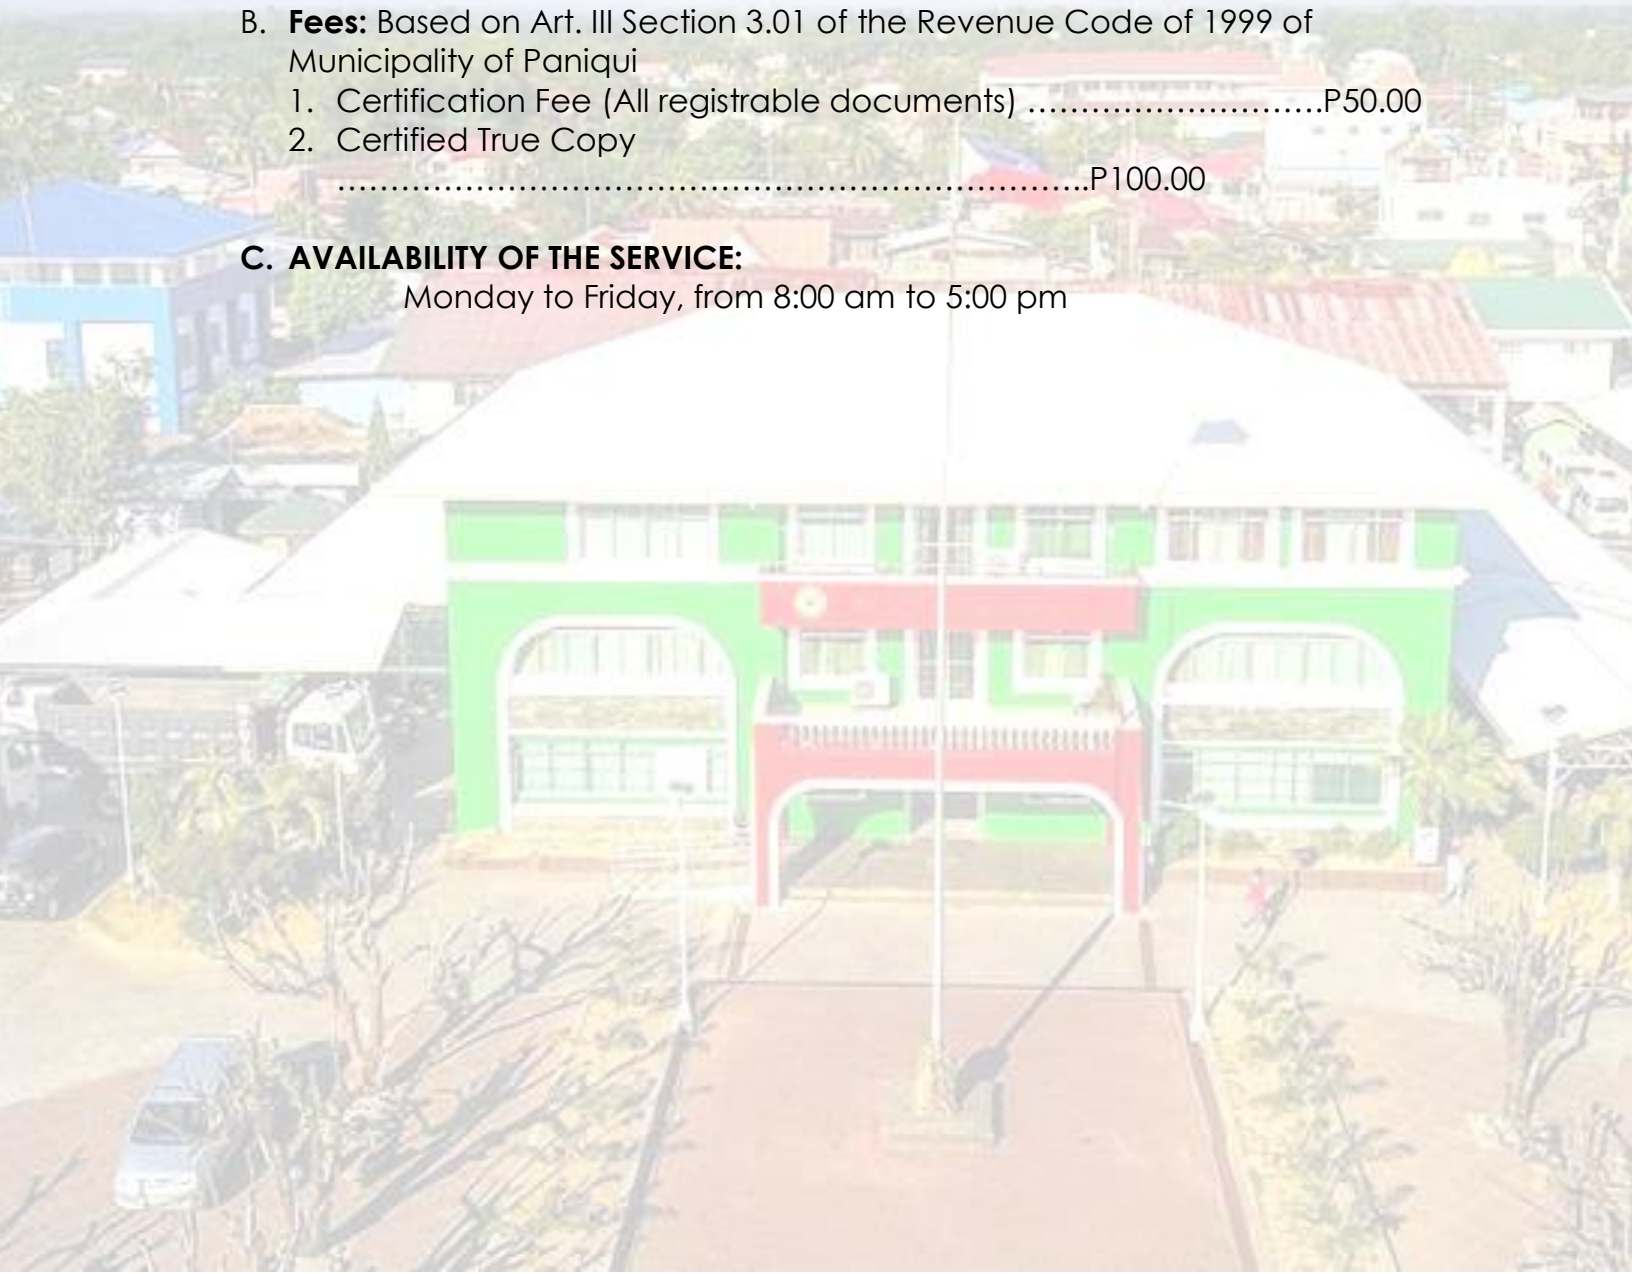 B. Fees: Based on Art. III Section 3.01 of the Revenue Code of 1999 of
Municipality of Paniqui
1. Certification Fee (All registrable documents) ……………………….P50.00
2. Certified True Copy
……………………………………………………………..P100.00
C. AVAILABILITY OF THE SERVICE:
Monday to Friday, from 8:00 am to 5:00 pm